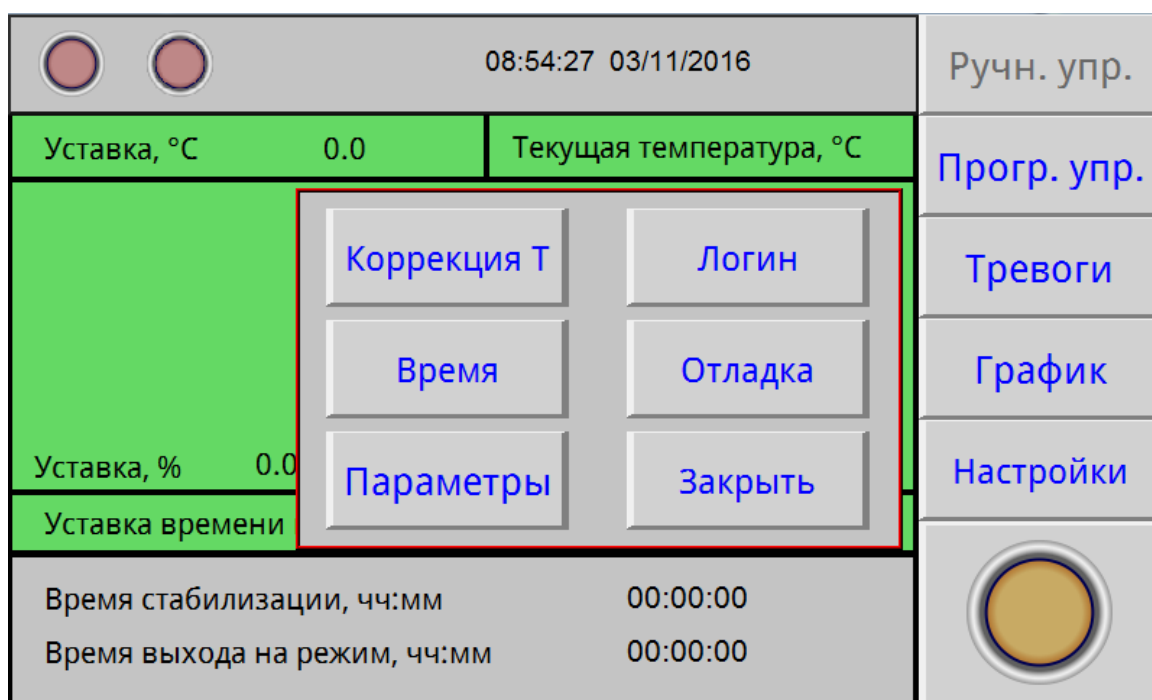 08:54:27 03/11/2016
Ручн. упр.
Уставка, °C 0.0 Текущая температура, °C
Прогр. упр.
Коррекция Т Логин
Тревоги
Время Отладка
График
Уставка, % 0.0
Параметры Закрыть
Настройки
Уставка времени
Время стабилизации, чч:мм 00:00:00
Время выхода на режим, чч:мм 00:00:00